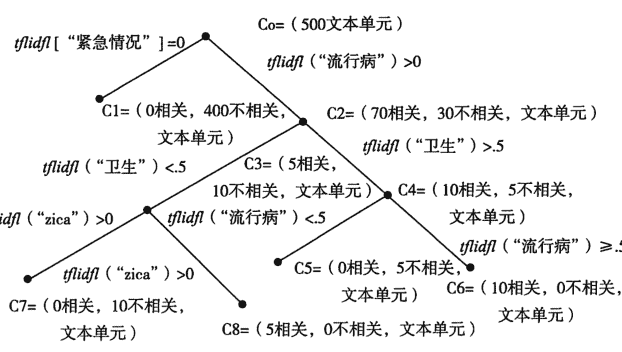 Co=（500文本单元）
tflidfl[“紧急情况”]=0
tflidfl（“流行病”）>0
C1=（0相关，400不相关，
文本单元）
C2=（70相关，30不相关，文本单元）
tflidfl（“卫生”）>.5
tflidfl（“卫生”）<.5
C3=（5相关，
10不相关，文本单元）
C4=（10相关，5不相关，
文本单元）
idfl（“zica”）>0
tflidfl（“流行病”）<.5
tflidfl（“流行病”）≥.5
tflidfl（“zica”）>0
C5=（0相关，5不相关，
文本单元）
C6=（10相关，0不相关，
文本单元）
C7=（0相关，10不相关，
文本单元）
C8=（5相关，0不相关，文本单元）